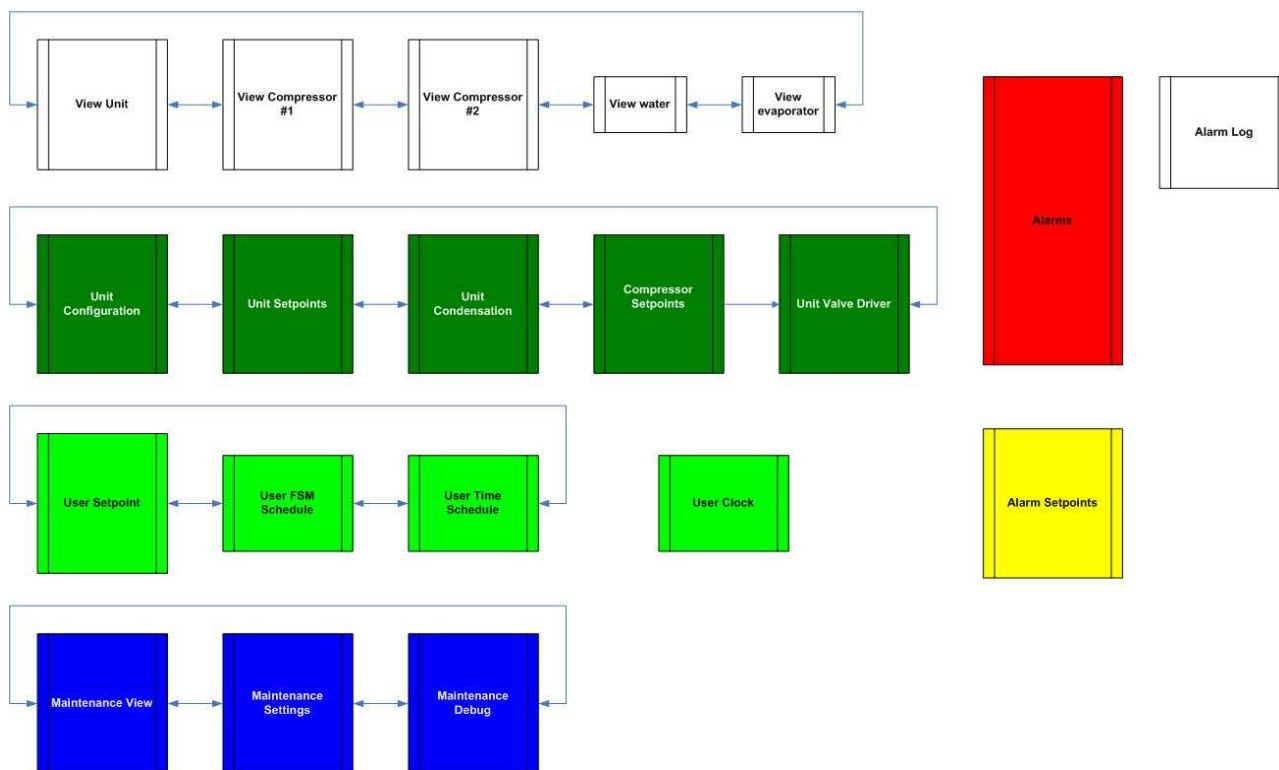 View Unit
View Compressor
#1
View Compressor
#2
View water
View
evaporator
Alarms
Alarm Log
Unit
Configuration
Unit Setpoints
Unit
Condensation
Compressor
Setpoints
Unit Valve Driver
User Setpoint
User FSM
Schedule
User Time
Schedule
User Clock
Alarm Setpoints
Maintenance View
Maintenance
Settings
Maintenance
Debug